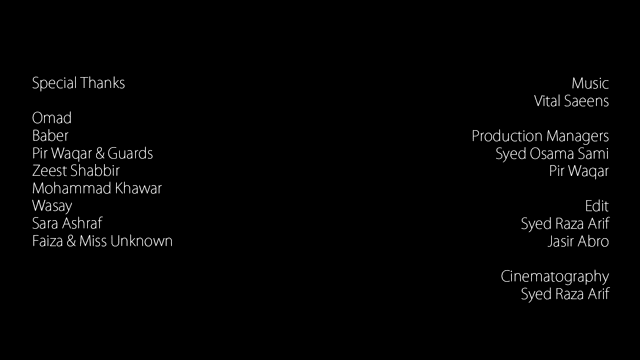 Special Thanks
Omad
Baber
Pir Waqar & Guards
Zeest Shabbir
Mohammad Khawar
Wasay
Sara Ashraf
Faiza & Miss Unknown
Music
Vital Saeens
Production Managers
Syed Osama Sami
Pir Waqar
Edit
Syed Raza Arif
Jasir Abro
Cinematography
Syed Raza Arif